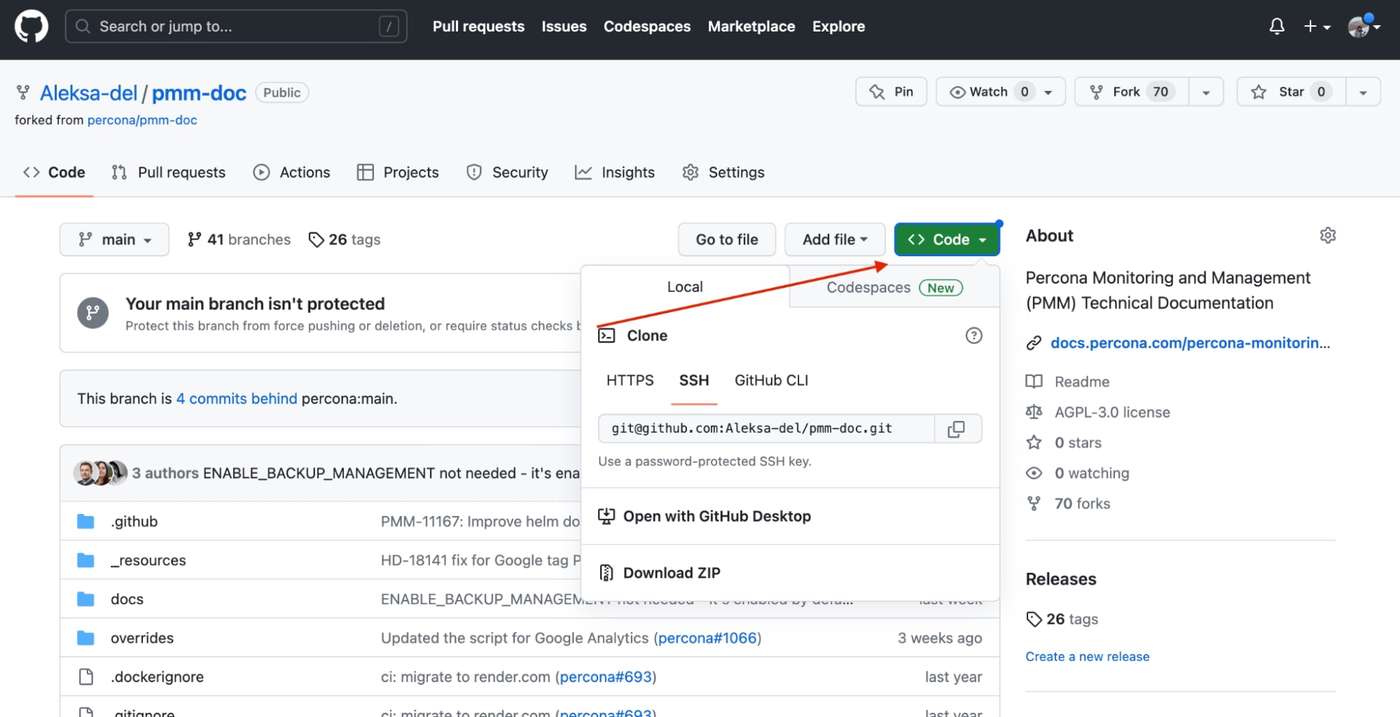 Search or jump to... / Pull requests Issues Codespaces Marketplace Explore
Aleksa-del / pmm-doc Public Pin Watch 0 Fork 70 Star 0
forked from percona/pmm-doc
Code Pull requests Actions Projects Security Insights Settings
main 41 branches 26 tags Go to file Add file Code
Local Codespaces New
Clone
HTTPS SSH GitHub CLI
git@github.com:Aleksa-del/pmm-doc.git
Use a password-protected SSH key.
Open with GitHub Desktop
Download ZIP
Your main branch isn't protected
Protect this branch from force pushing or deletion, or require status checks
This branch is 4 commits behind percona:main.
3 authors ENABLE_BACKUP_MANAGEMENT not needed - it's ena
.github PMM-11167: Improve helm do
_resources HD-18141 fix for Google tag P
docs ENABLE_BACKUP_MANAGEMENT not needed - it's enabled by defau... last week
overrides Updated the script for Google Analytics (percona#1066) 3 weeks ago
.dockerignore ci: migrate to render.com (percona#693) last year
.gitignore ci: migrate to render.com (percona#693) last year
About
Percona Monitoring and Management
(PMM) Technical Documentation
docs.percona.com/percona-monitorin...
Readme
AGPL-3.0 license
0 stars
0 watching
70 forks
Releases
26 tags
Create a new release